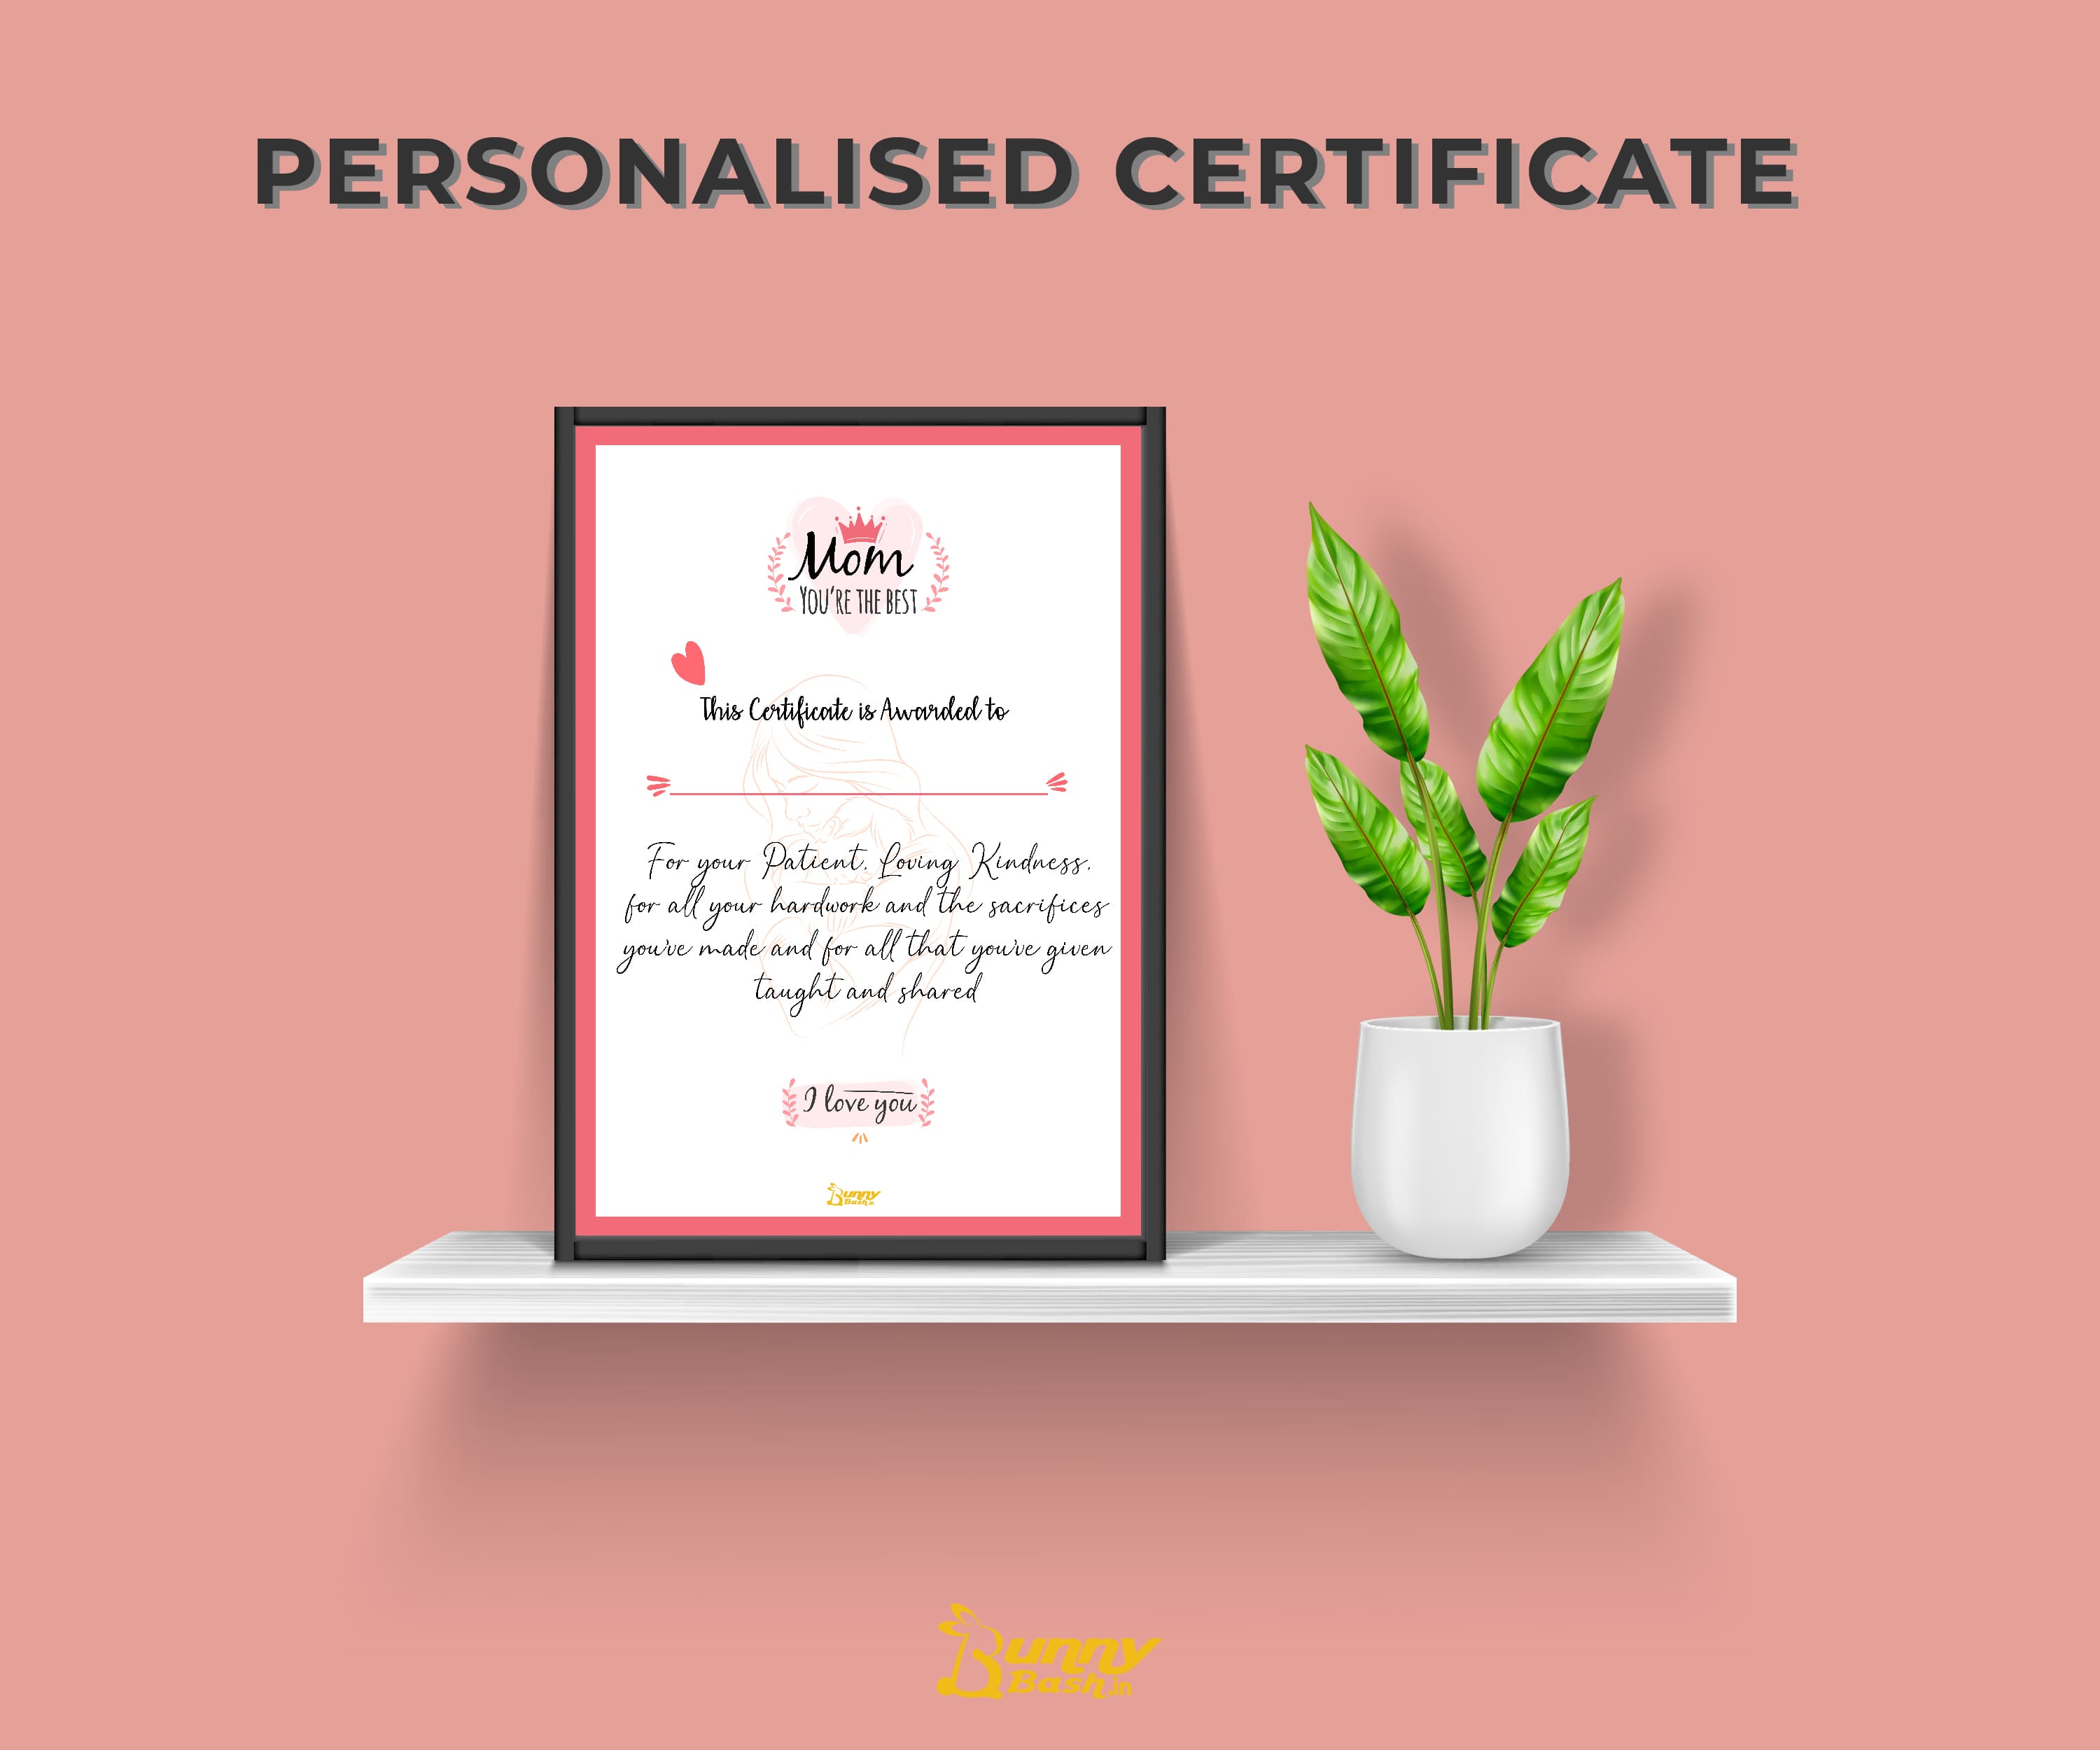 PERSONALISED CERTIFICATE
Mom
YOU'RE THE BEST
This Certificate is Awarded to
For your Patient, Loving Kindness,
for all your hardwork and the sacrifices
you've made and for all that you've given
taught and shared
I love you
Bunny
Bash.in
Bunny
Bash.in